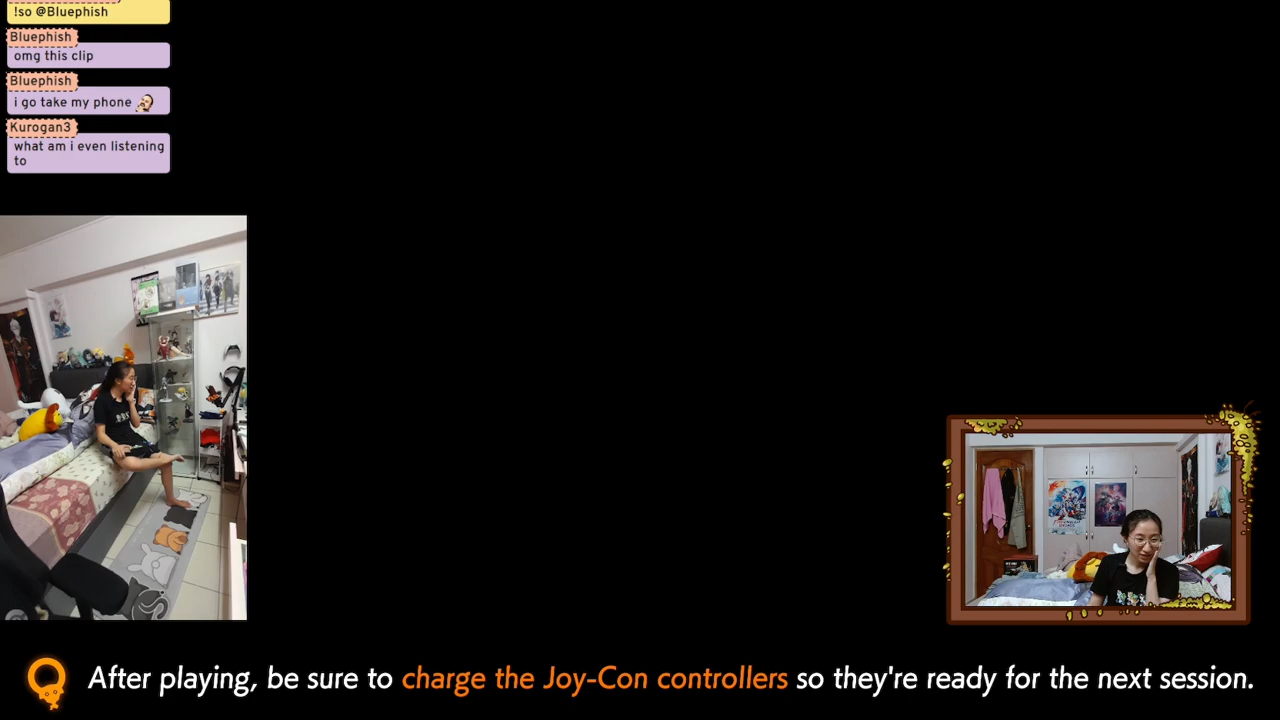 !so @Bluephish
Bluephish
omg this clip
Bluephish
i go take my phone
Kurogan3
what am i even listening
to
After playing, be sure to charge the Joy-Con controllers so they're ready for the next session.